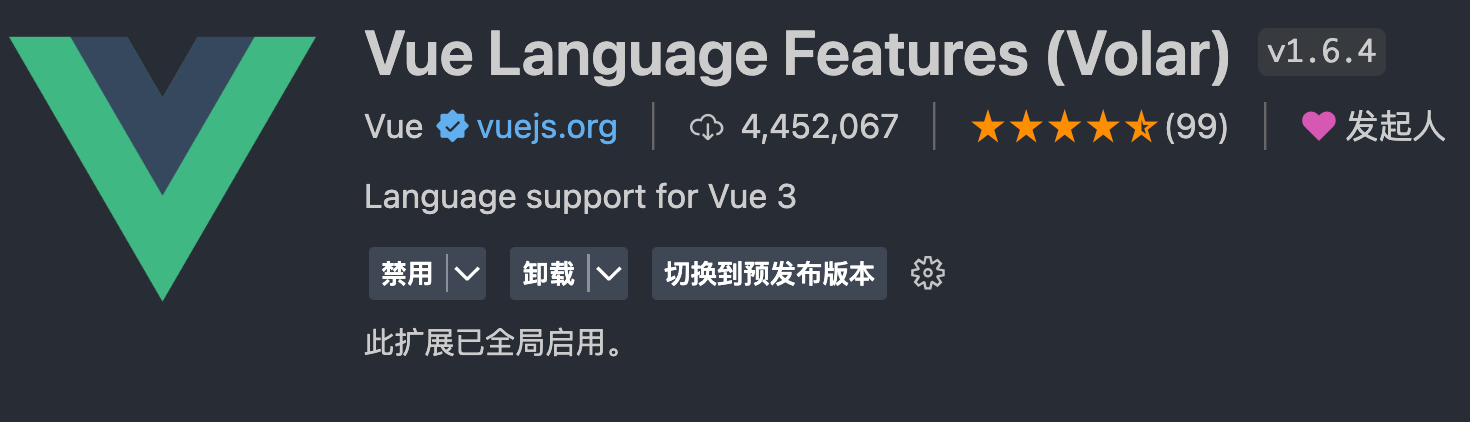 Vue Language Features (Volar) v1.6.4
Vue vuejs.org 4,452,067 (99) 发起人
Language support for Vue 3
禁用 卸载 切换到预发布版本
此扩展已全局启用。